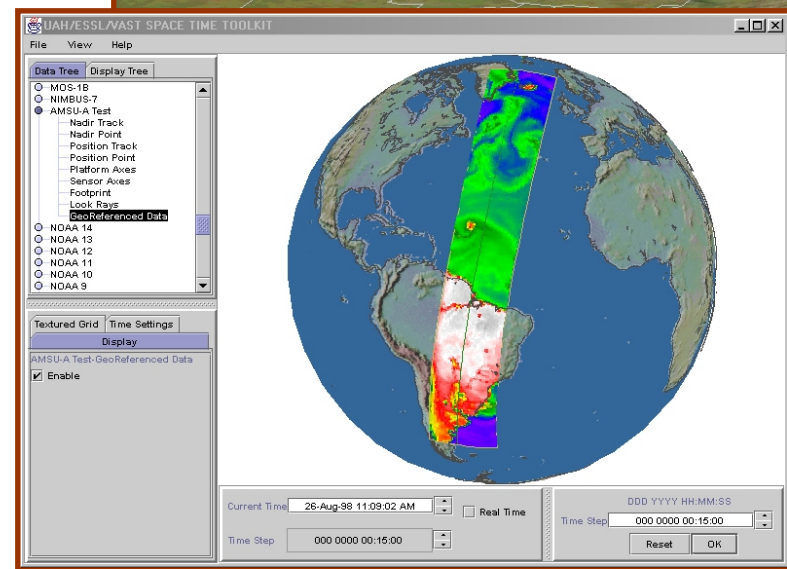 UAH/ESSL/VAST SPACE TIME TOOLKIT
File View Help
Data Tree Display Tree
MOS-1B
NIMBUS-7
AMSU-A Test
Nadir Track
Nadir Point
Position Track
Position Point
Platform Axes
Sensor Axes
Footprint
Look Rays
GeoReferenced Data
NOAA 14
NOAA 13
NOAA 12
NOAA 11
NOAA 10
NOAA 9
Textured Grid Time Settings
Display
AMSU-A Test-GeoReferenced Data
Enable
Current Time 26-Aug-98 11:09:02 AM Real Time
Time Step 000 0000 00:15:00
DDD YYYY HH:MM:SS
Time Step 000 0000 00:15:00
Reset OK